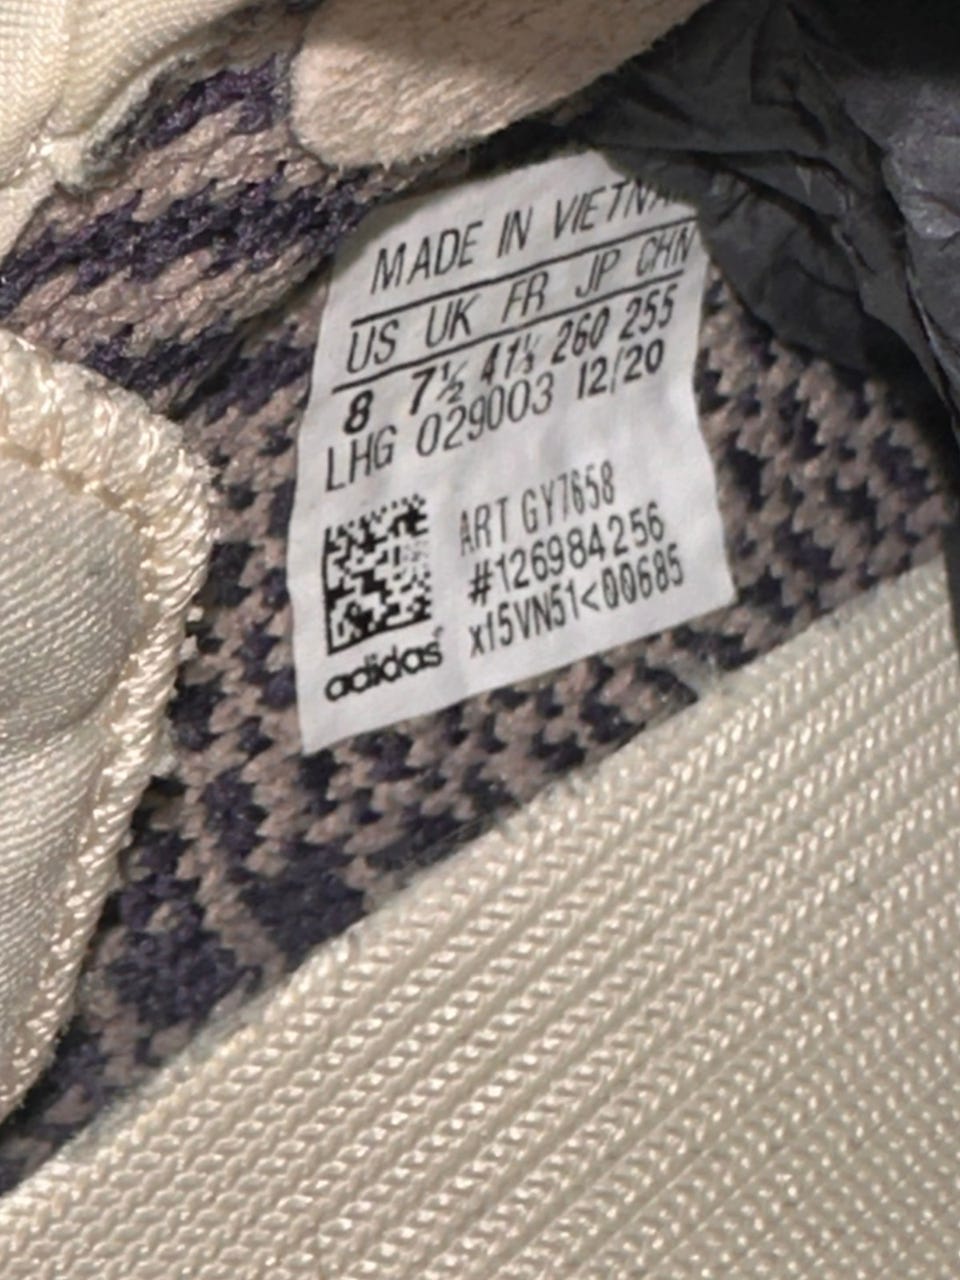 MADE IN VIETNA
US UK FR JP CHN
8 7½ 41⅓ 260 255
LHG 029003 12/20
ART GY7658
#126984256
x15VN51<00685
adidas